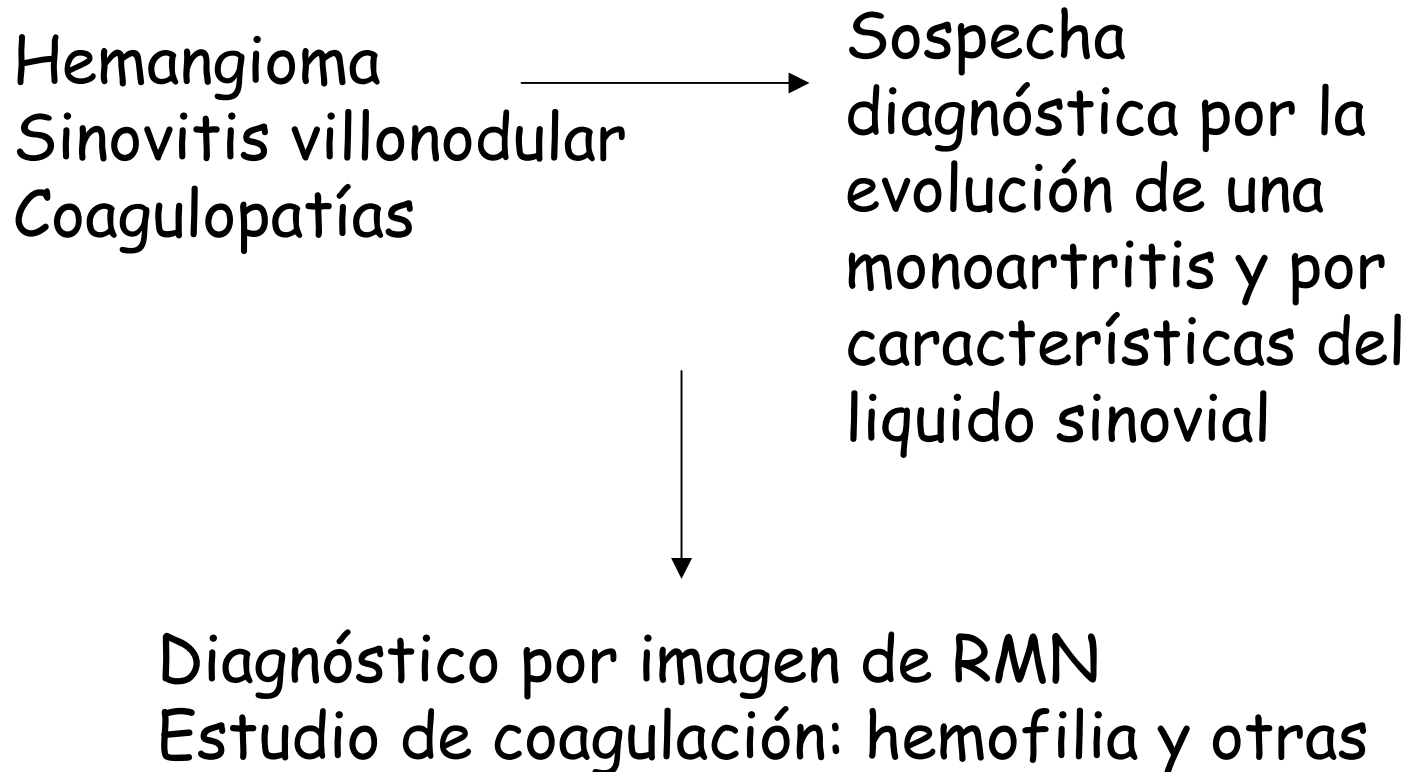 Hemangioma
Sinovitis villonodular
Coagulopatías
Sospecha
diagnóstica por la
evolución de una
monoartritis y por
características del
liquido sinovial
Diagnóstico por imagen de RMN
Estudio de coagulación: hemofilia y otras